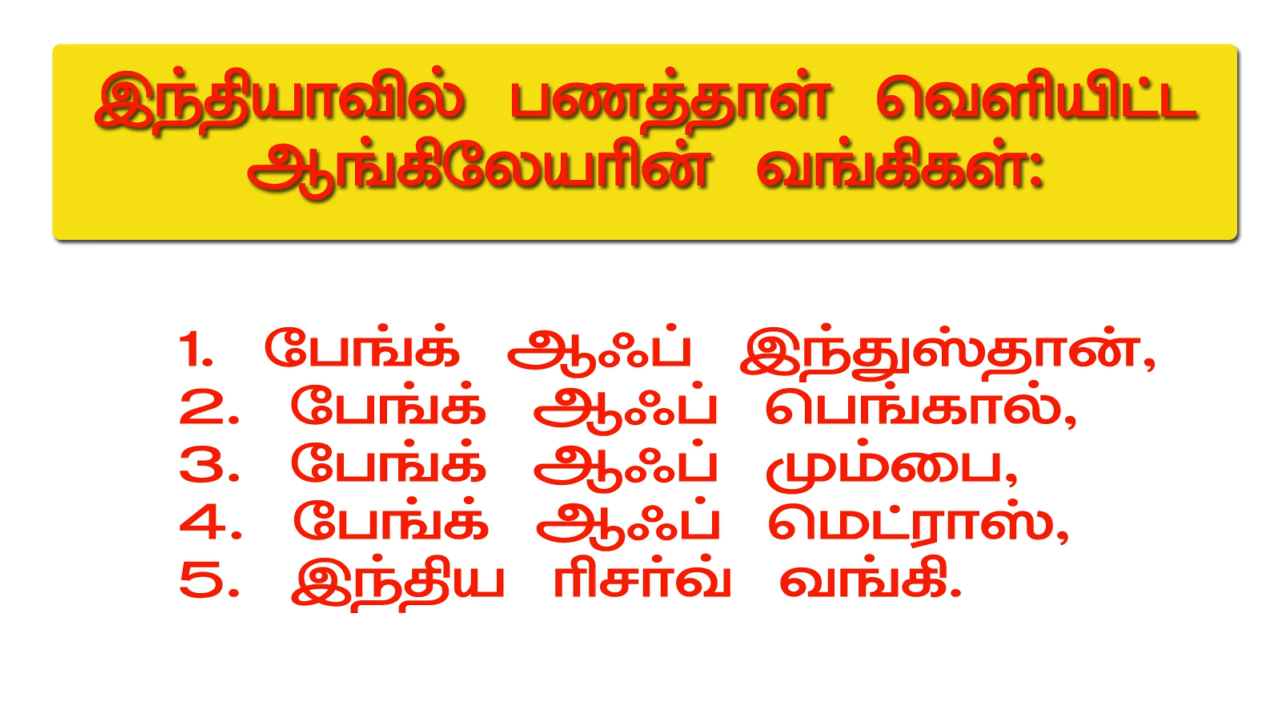 இந்தியாவில் பணத்தாள் வெளியிட்ட
ஆங்கிலேயரின் வங்கிகள்:
1. பேங்க் ஆஃப் இந்துஸ்தான்,
2. பேங்க் ஆஃப் பெங்கால்,
3. பேங்க் ஆஃப் மும்பை,
4. பேங்க் ஆஃப் மெட்ராஸ்,
5. இந்திய ரிசர்வ் வங்கி.